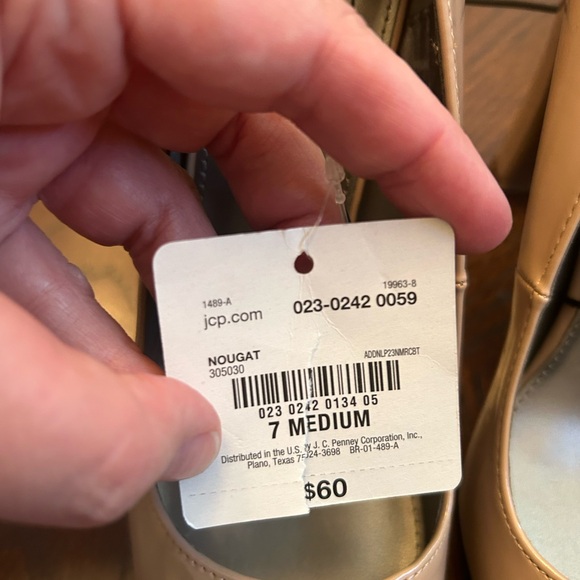 1489-A 19963-8
jcp.com 023-0242 0059
NOUGAT ADDNLP23NMRCBT
305030
023 0242 0134 05
7 MEDIUM
Distributed in the U.S. by J. C. Penney Corporation, Inc.,
Plano, Texas 75024-3698 BR-01-489-A
$60